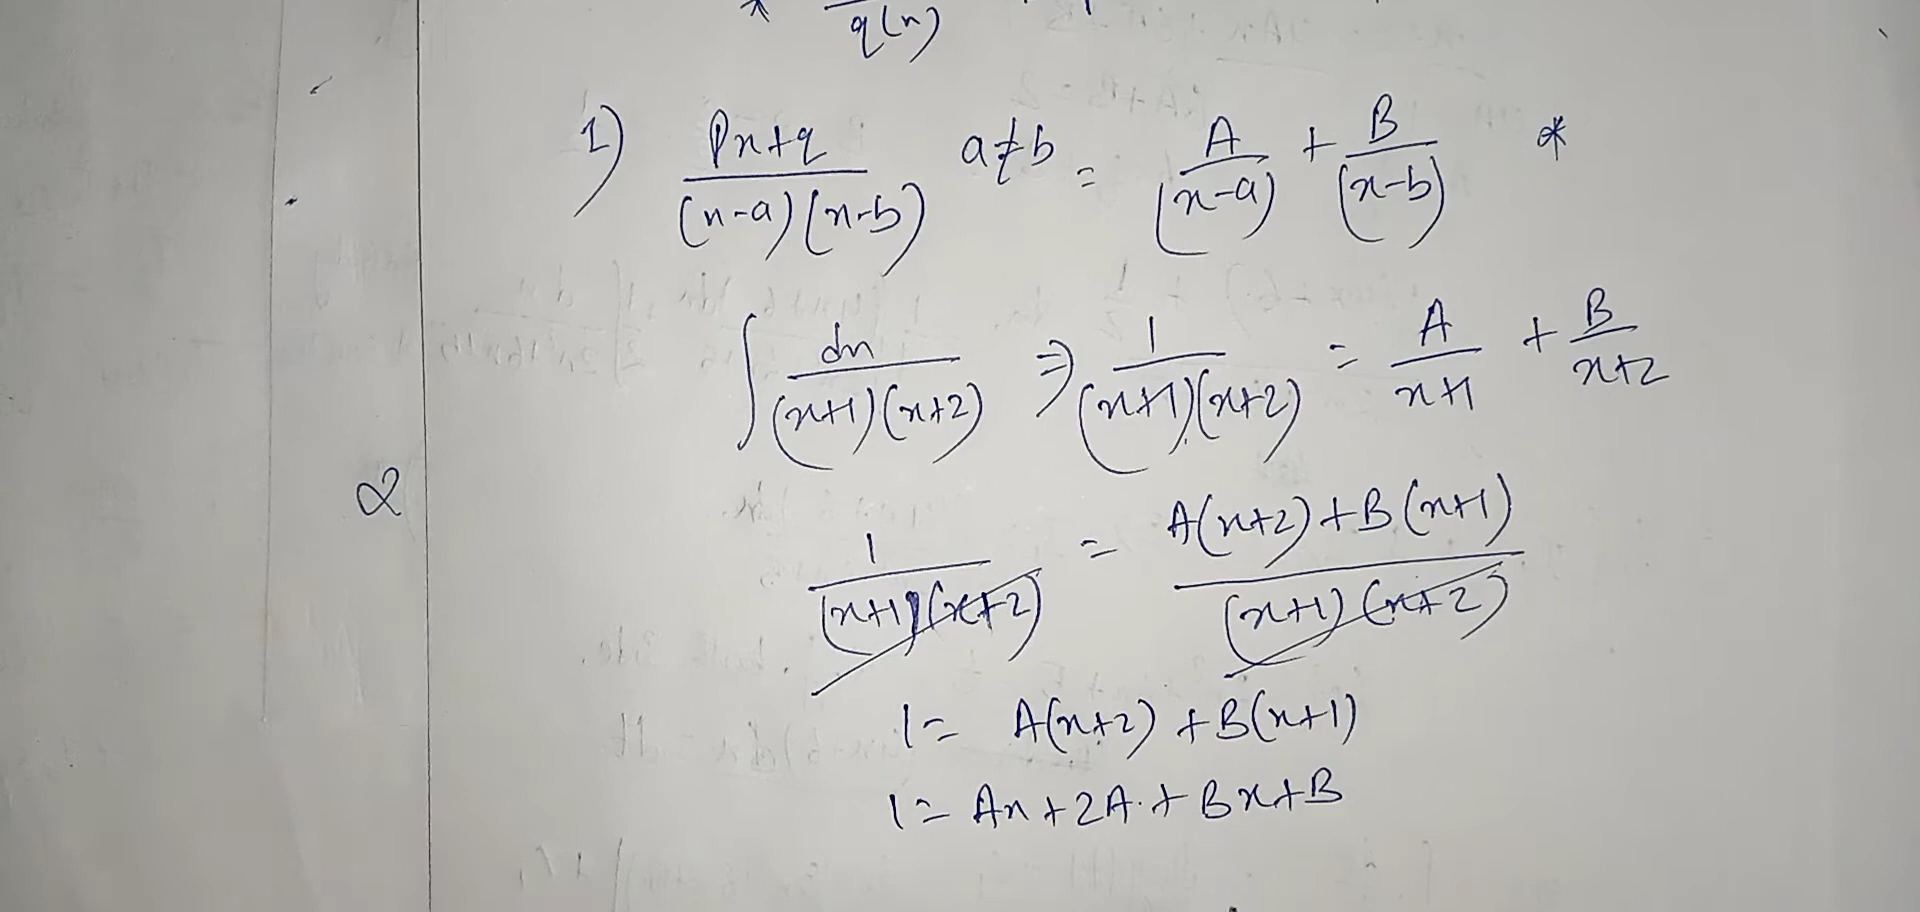 q(x)
1) Px+q / (x-a)(x-b) a≠b = A / (x-a) + B / (x-b) *
∫ dx / (x+1)(x+2) ⇒ 1 / (x+1)(x+2) = A / x+1 + B / x+2
1 / (x+1)(x+2) = A(x+2)+B(x+1) / (x+1)(x+2)
1 = A(x+2) + B(x+1)
1 = Ax + 2A + Bx + B